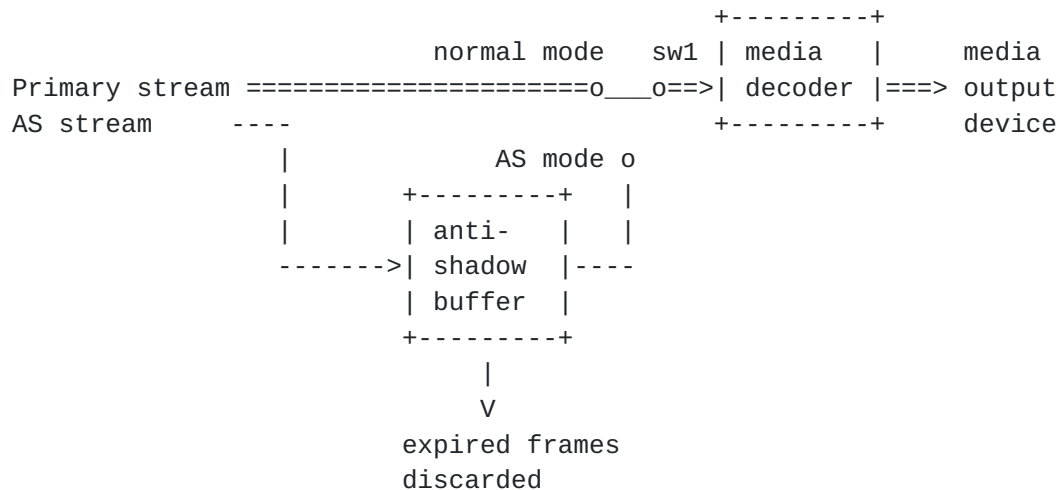 normal mode sw1 | media | media
Primary stream ======================o___o==>| decoder |===> output
AS stream ---- +---------+ device
| AS mode o
| +---------+ |
| | anti- | |
------->| shadow |----
| buffer |
+---------+
|
V
expired frames
discarded